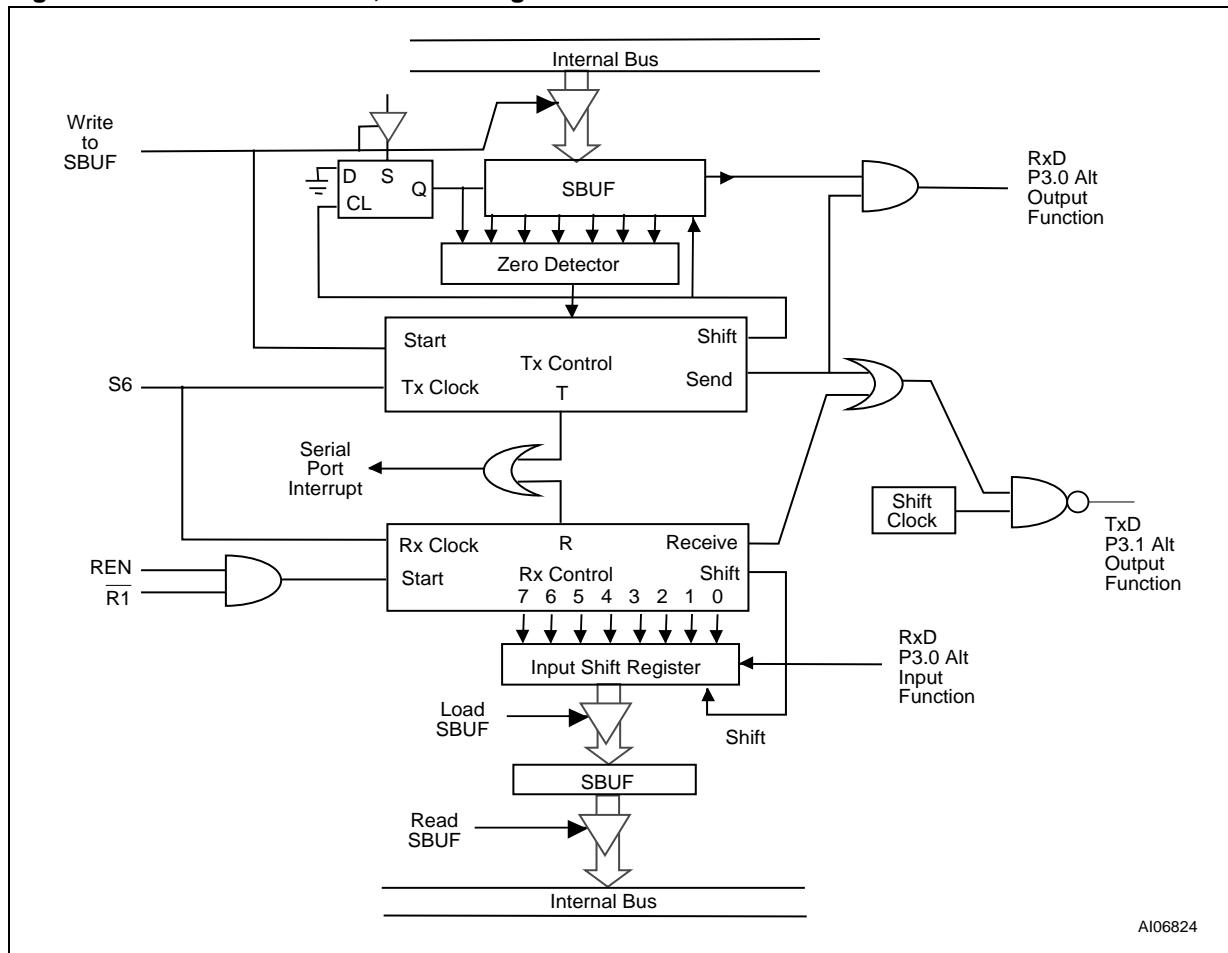 Internal Bus
Write
to
SBUF
D S
Q
CL
SBUF
RxD
P3.0 Alt
Output
Function
Zero Detector
Start
Shift
Tx Control
S6
Tx Clock
T
Send
Serial
Port
Interrupt
Shift
Clock
TxD
P3.1 Alt
Output
Function
Rx Clock
R
Receive
REN
R1
Start
Rx Control
Shift
7 6 5 4 3 2 1 0
RxD
P3.0 Alt
Input
Function
Input Shift Register
Load
SBUF
Shift
SBUF
Read
SBUF
Internal Bus
AI06824